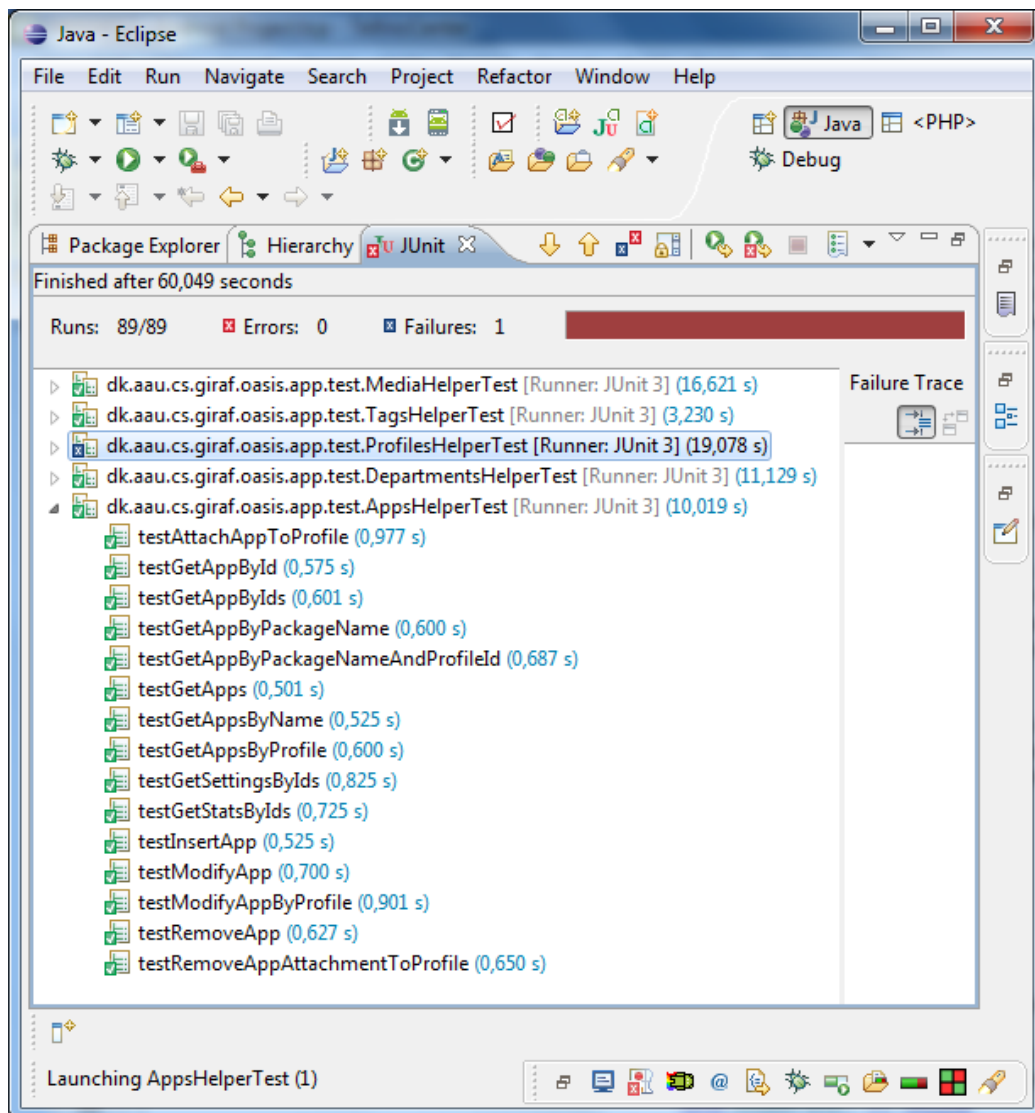 Java - Eclipse
File Edit Run Navigate Search Project Refactor Window Help
Java <PHP>
Debug
Package Explorer Hierarchy JUnit
Finished after 60,049 seconds
Runs: 89/89 Errors: 0 Failures: 1
dk.aau.cs.giraf.oasis.app.test.MediaHelperTest [Runner: JUnit 3] (16,621 s)
Failure Trace
dk.aau.cs.giraf.oasis.app.test.TagsHelperTest [Runner: JUnit 3] (3,230 s)
dk.aau.cs.giraf.oasis.app.test.ProfilesHelperTest [Runner: JUnit 3] (19,078 s)
dk.aau.cs.giraf.oasis.app.test.DepartmentsHelperTest [Runner: JUnit 3] (11,129 s)
dk.aau.cs.giraf.oasis.app.test.AppsHelperTest [Runner: JUnit 3] (10,019 s)
testAttachAppToProfile (0,977 s)
testGetAppById (0,575 s)
testGetAppByIds (0,601 s)
testGetAppByPackageName (0,600 s)
testGetAppByPackageNameAndProfileId (0,687 s)
testGetApps (0,501 s)
testGetAppsByName (0,525 s)
testGetAppsByProfile (0,600 s)
testGetSettingsByIds (0,825 s)
testGetStatsByIds (0,725 s)
testInsertApp (0,525 s)
testModifyApp (0,700 s)
testModifyAppByProfile (0,901 s)
testRemoveApp (0,627 s)
testRemoveAppAttachmentToProfile (0,650 s)
Launching AppsHelperTest (1)